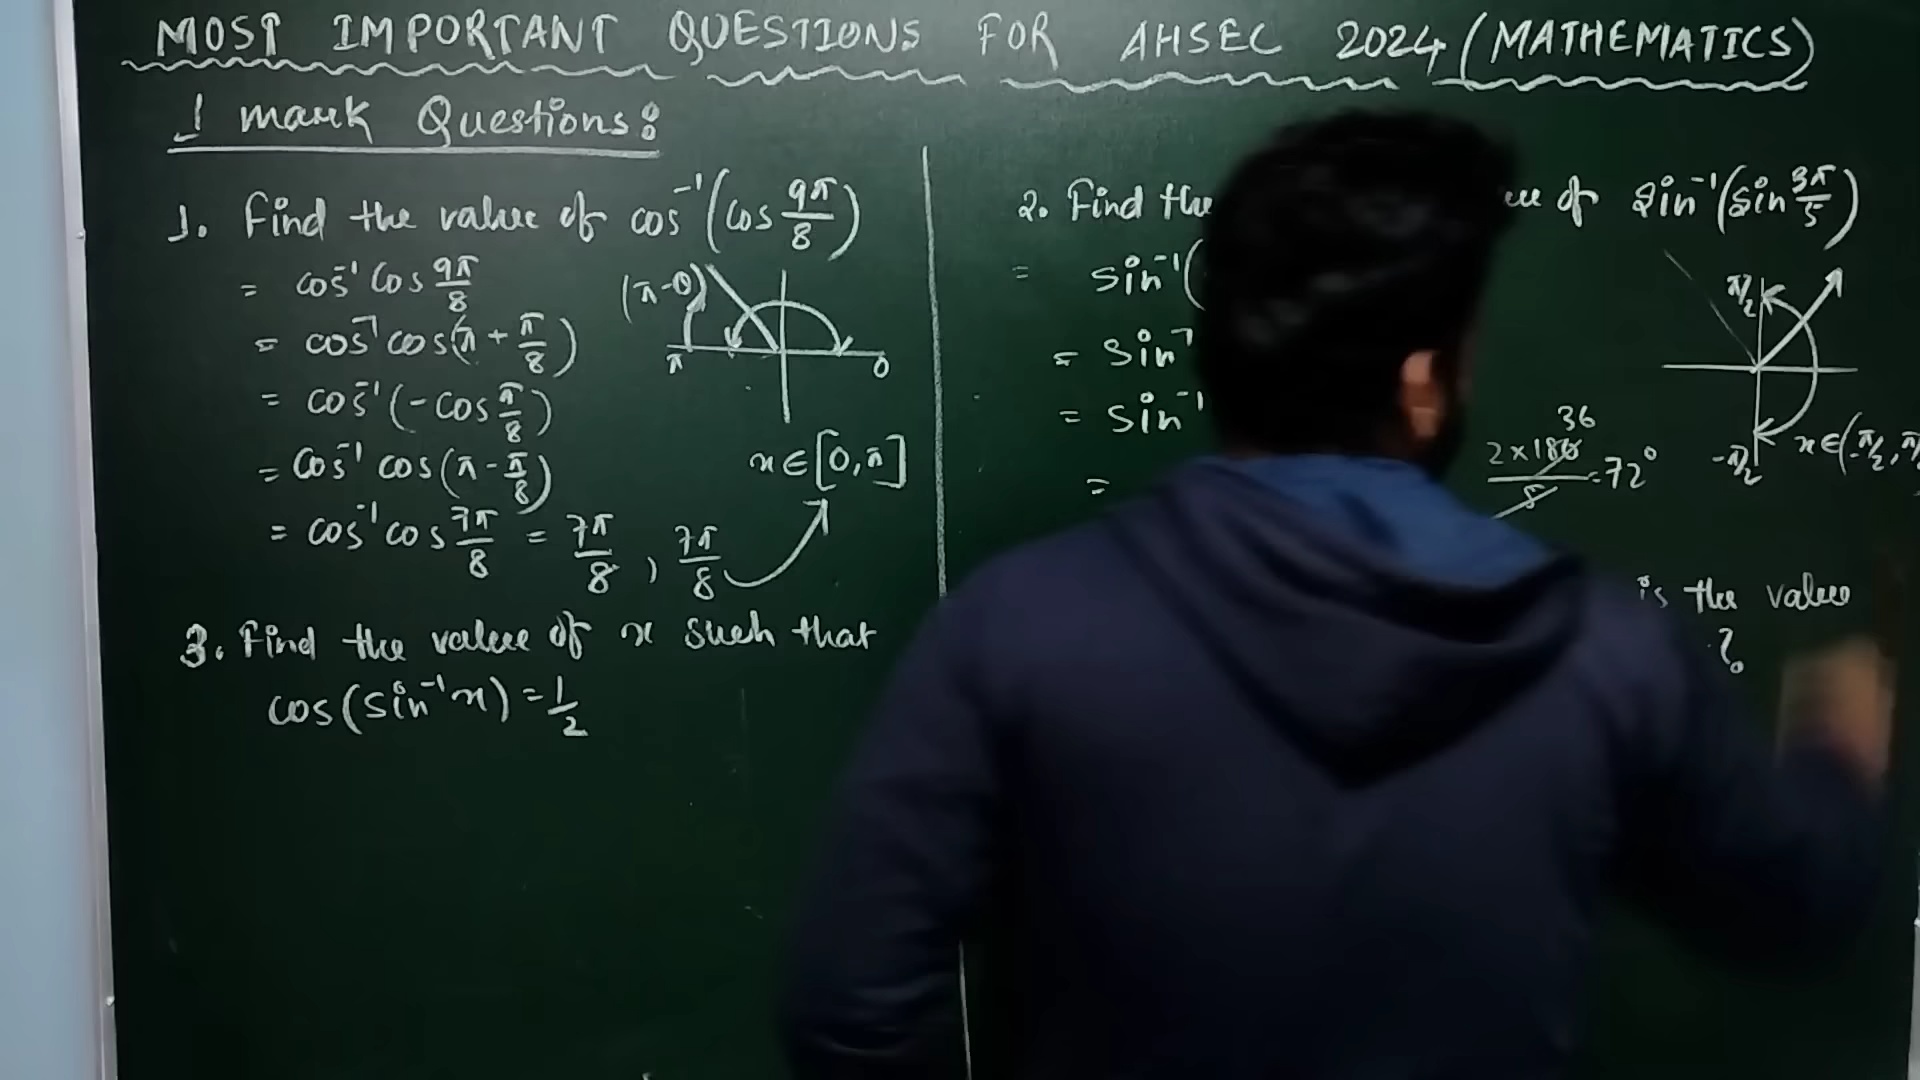 MOST IMPORTANT QUESTIONS FOR AHSEC 2024 (MATHEMATICS)
1 mark Questions:
1. Find the value of cos⁻¹(cos 9π/8)
= cos⁻¹ cos 9π/8
= cos⁻¹ cos(π + π/8)
= cos⁻¹(-cos π/8)
= cos⁻¹ cos(π - π/8)
= cos⁻¹ cos 7π/8 = 7π/8 , 7π/8
(π-θ)
π 0
x∈[0,π]
3. Find the value of x such that
cos(sin⁻¹x) = 1/2
2. Find the of sin⁻¹(sin 3π/5)
= sin⁻¹(
= sin⁻¹
= sin⁻¹
=
π/2
-π/2
x∈(-π/2, π/
36
2×180/5 = 72°
is the value
?